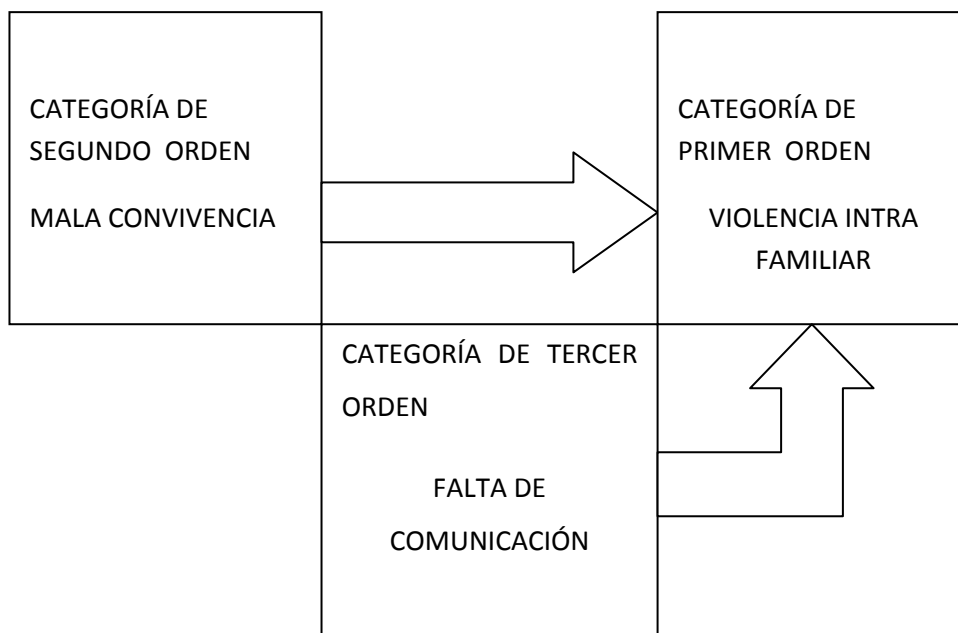 CATEGORÍA DE
SEGUNDO ORDEN
MALA CONVIVENCIA
CATEGORÍA DE
PRIMER ORDEN
VIOLENCIA INTRA
FAMILIAR
CATEGORÍA DE TERCER
ORDEN
FALTA DE
COMUNICACIÓN